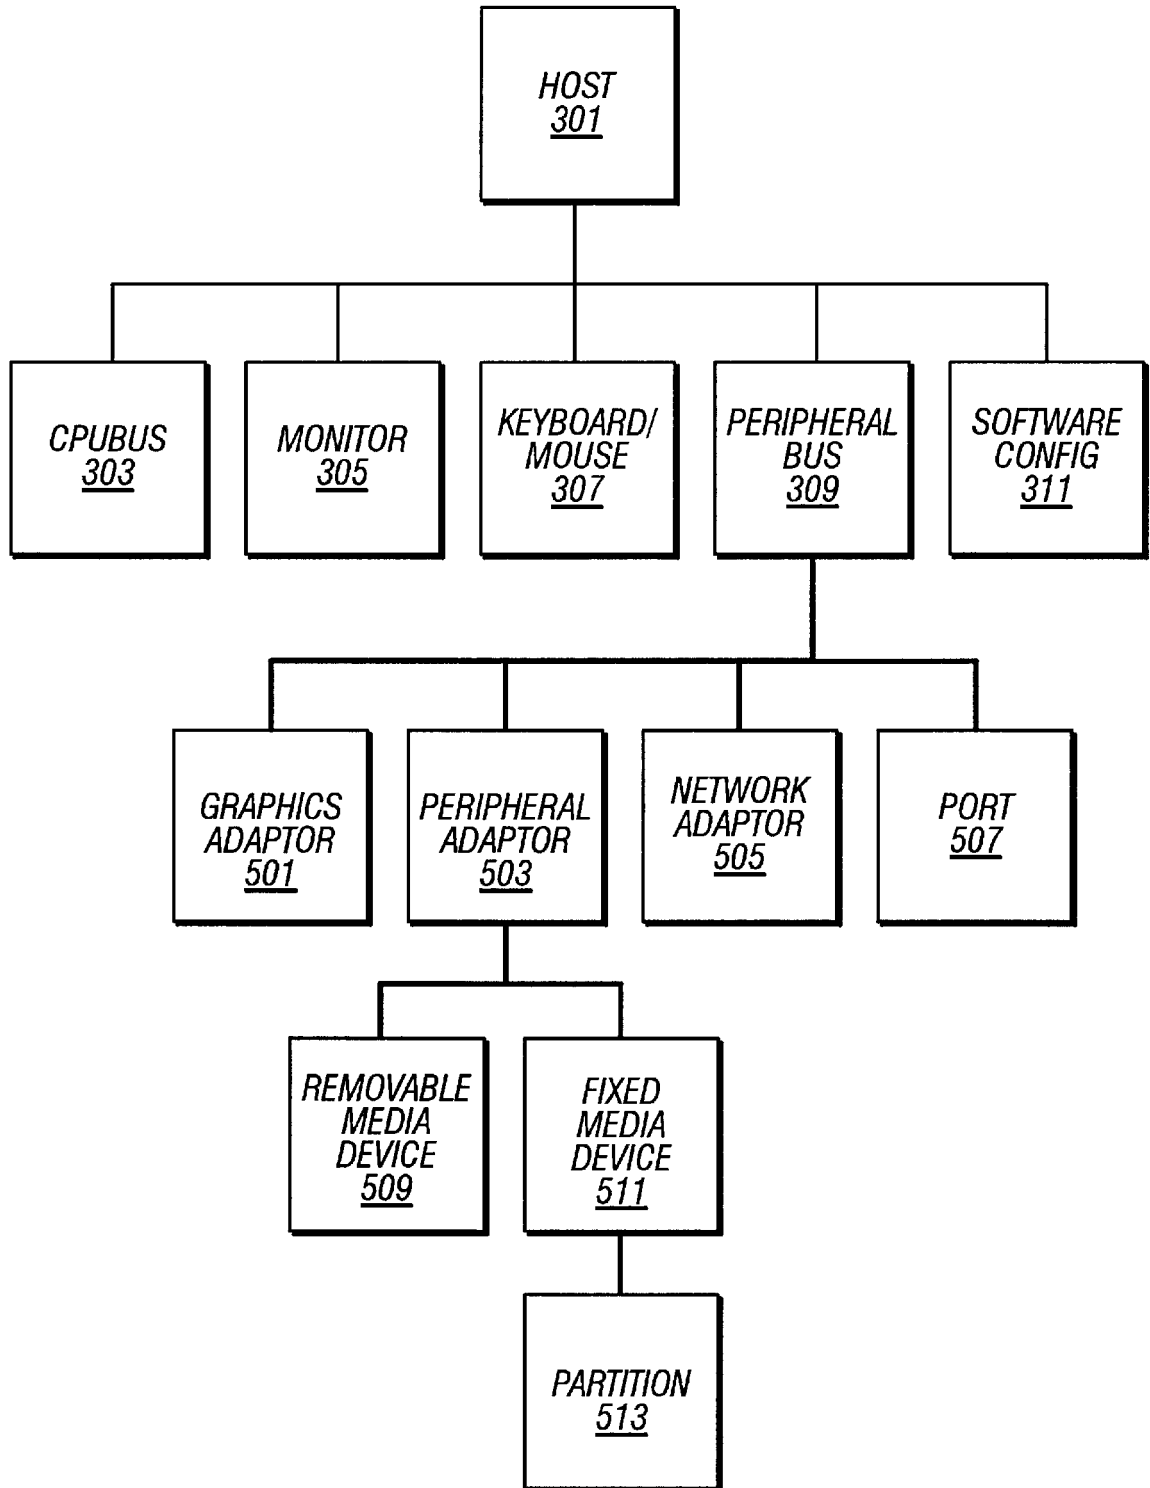 HOST
301
CPUBUS
303
MONITOR
305
KEYBOARD/
MOUSE
307
PERIPHERAL
BUS
309
SOFTWARE
CONFIG
311
GRAPHICS
ADAPTOR
501
PERIPHERAL
ADAPTOR
503
NETWORK
ADAPTOR
505
PORT
507
REMOVABLE
MEDIA
DEVICE
509
FIXED
MEDIA
DEVICE
511
PARTITION
513